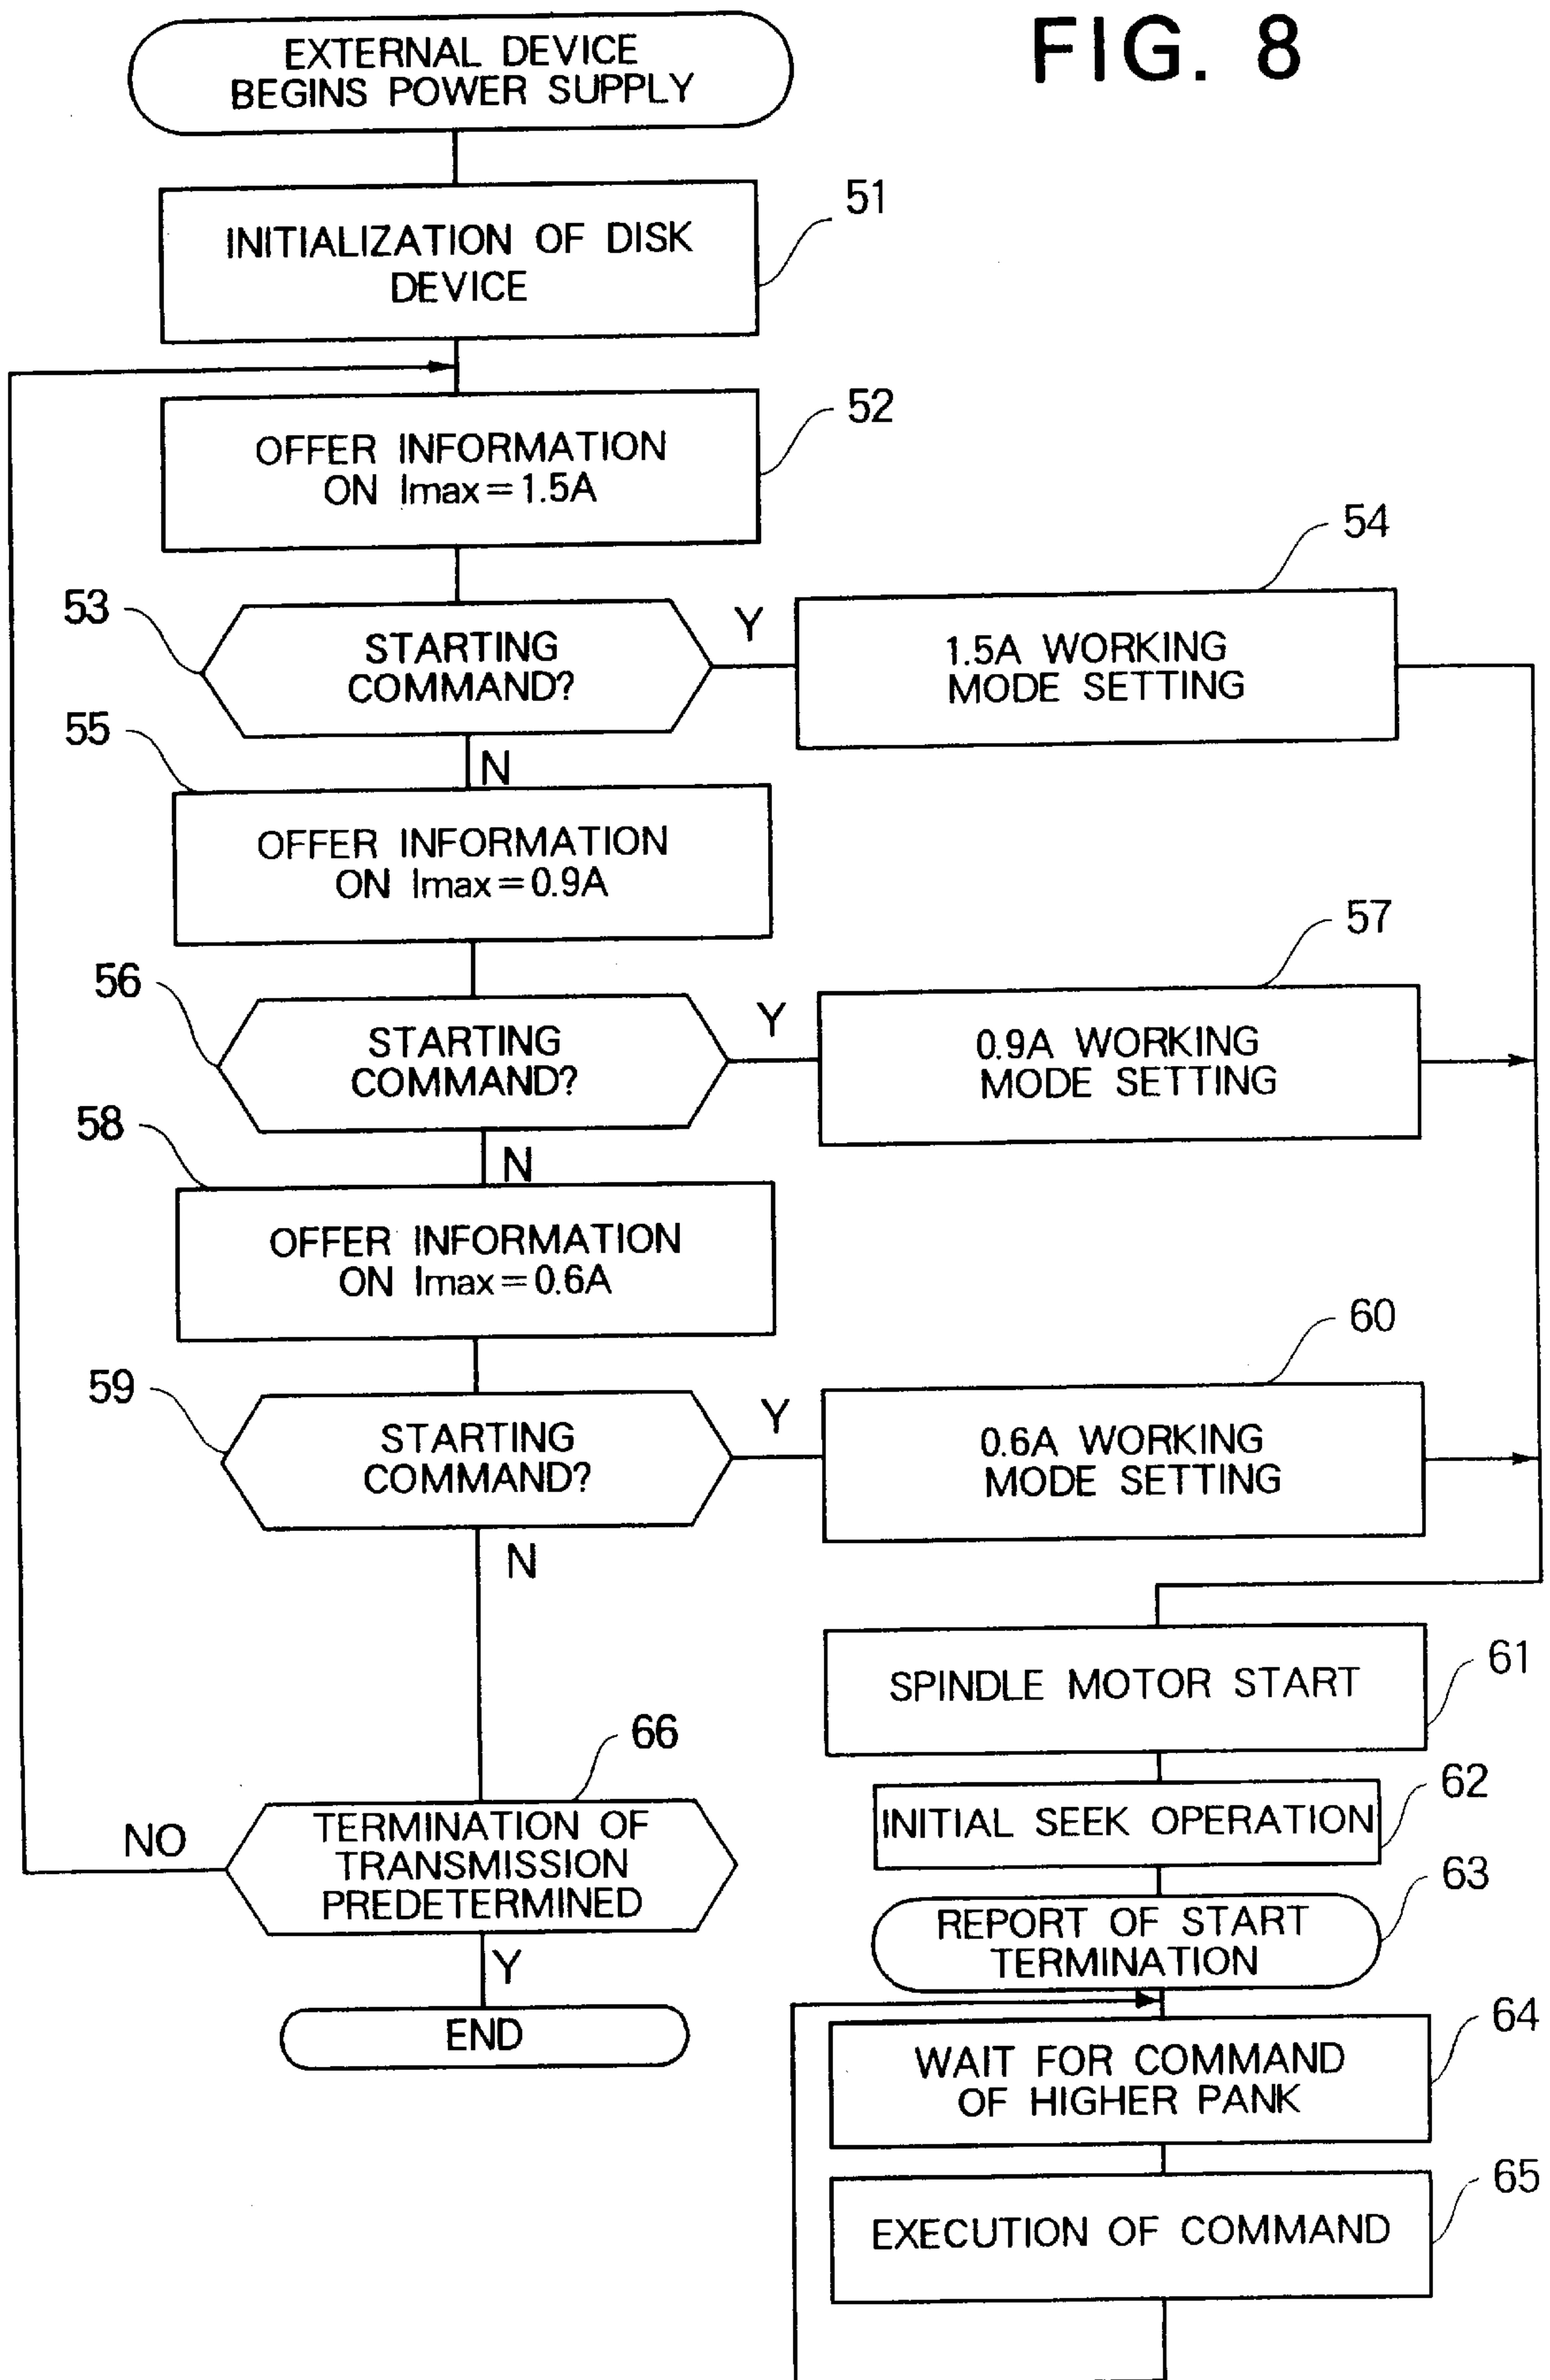 FIG. 8
EXTERNAL DEVICE
BEGINS POWER SUPPLY
51
INITIALIZATION OF DISK
DEVICE
52
OFFER INFORMATION
ON Imax=1.5A
53
STARTING
COMMAND?
Y
N
54
1.5A WORKING
MODE SETTING
55
OFFER INFORMATION
ON Imax=0.9A
56
STARTING
COMMAND?
Y
N
57
0.9A WORKING
MODE SETTING
58
OFFER INFORMATION
ON Imax=0.6A
59
STARTING
COMMAND?
Y
N
60
0.6A WORKING
MODE SETTING
61
SPINDLE MOTOR START
62
INITIAL SEEK OPERATION
63
REPORT OF START
TERMINATION
64
WAIT FOR COMMAND
OF HIGHER PANK
65
EXECUTION OF COMMAND
66
TERMINATION OF
TRANSMISSION
PREDETERMINED
NO
Y
END